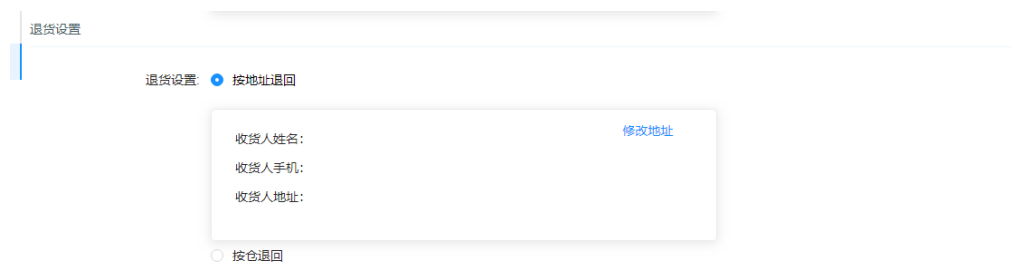 退货设置
退货设置: 按地址退回
修改地址
收货人姓名：
收货人手机：
收货人地址：
按仓退回